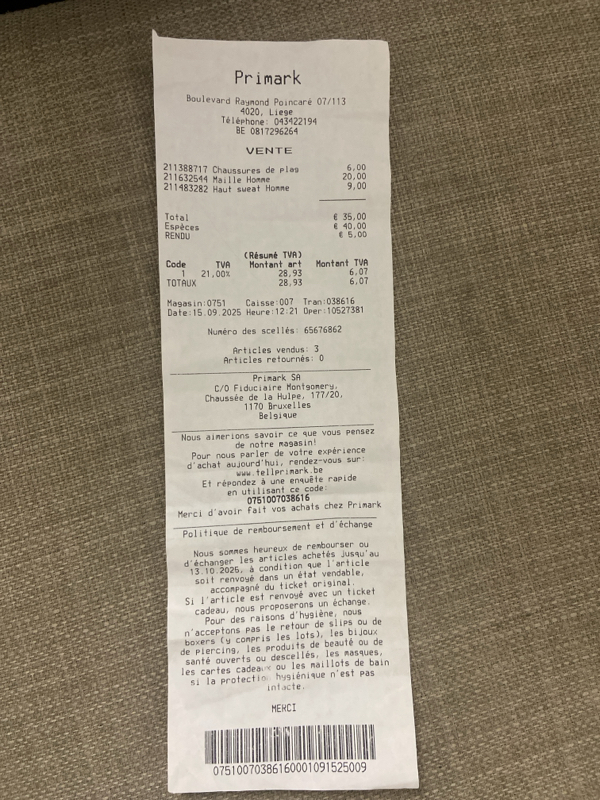 Primark
Boulevard Raymond Poincaré 07/113
4020, Liege
Téléphone: 043422194
BE 0817296264
VENTE
211388717 Chaussures de plag 6,00
211632544 Maille Homme 20,00
211483282 Haut sweat Homme 9,00
Total € 35,00
Espèces € 40,00
RENDU € 5,00
(Résumé TVA)
Code TVA Montant art Montant TVA
1 21,00% 28,93 6,07
TOTAUX 28,93 6,07
Magasin:0751 Caisse:007 Tran:038616
Date:15.09.2025 Heure:12:21 Oper:10527381
Numéro des scellés: 65676862
Articles vendus: 3
Articles retournés: 0
Primark SA
C/O Fiduciaire Montgomery,
Chaussée de la Hulpe, 177/20,
1170 Bruxelles
Belgique
Nous aimerions savoir ce que vous pensez
de notre magasin!
Pour nous parler de votre expérience
d'achat aujourd'hui, rendez-vous sur:
www.tellprimark.be
Et répondez à une enquête rapide
en utilisant ce code:
0751007038616
Merci d'avoir fait vos achats chez Primark
Politique de remboursement et d'échange
Nous sommes heureux de rembourser ou
d'échanger les articles achetés jusqu'au
13.10.2025, à condition que l'article
soit renvoyé dans un état vendable,
accompagné du ticket original.
Si l'article est renvoyé avec un ticket
cadeau, nous proposerons un échange.
Pour des raisons d'hygiène, nous
n'acceptons pas le retour de slips ou de
boxers (y compris les lots), les bijoux
de piercing, les produits de beauté ou de
santé ouverts ou descellés, les masques,
les cartes cadeaux ou les maillots de bain
si la protection hygiénique n'est pas
intacte.
MERCI
07510070386160001091525009